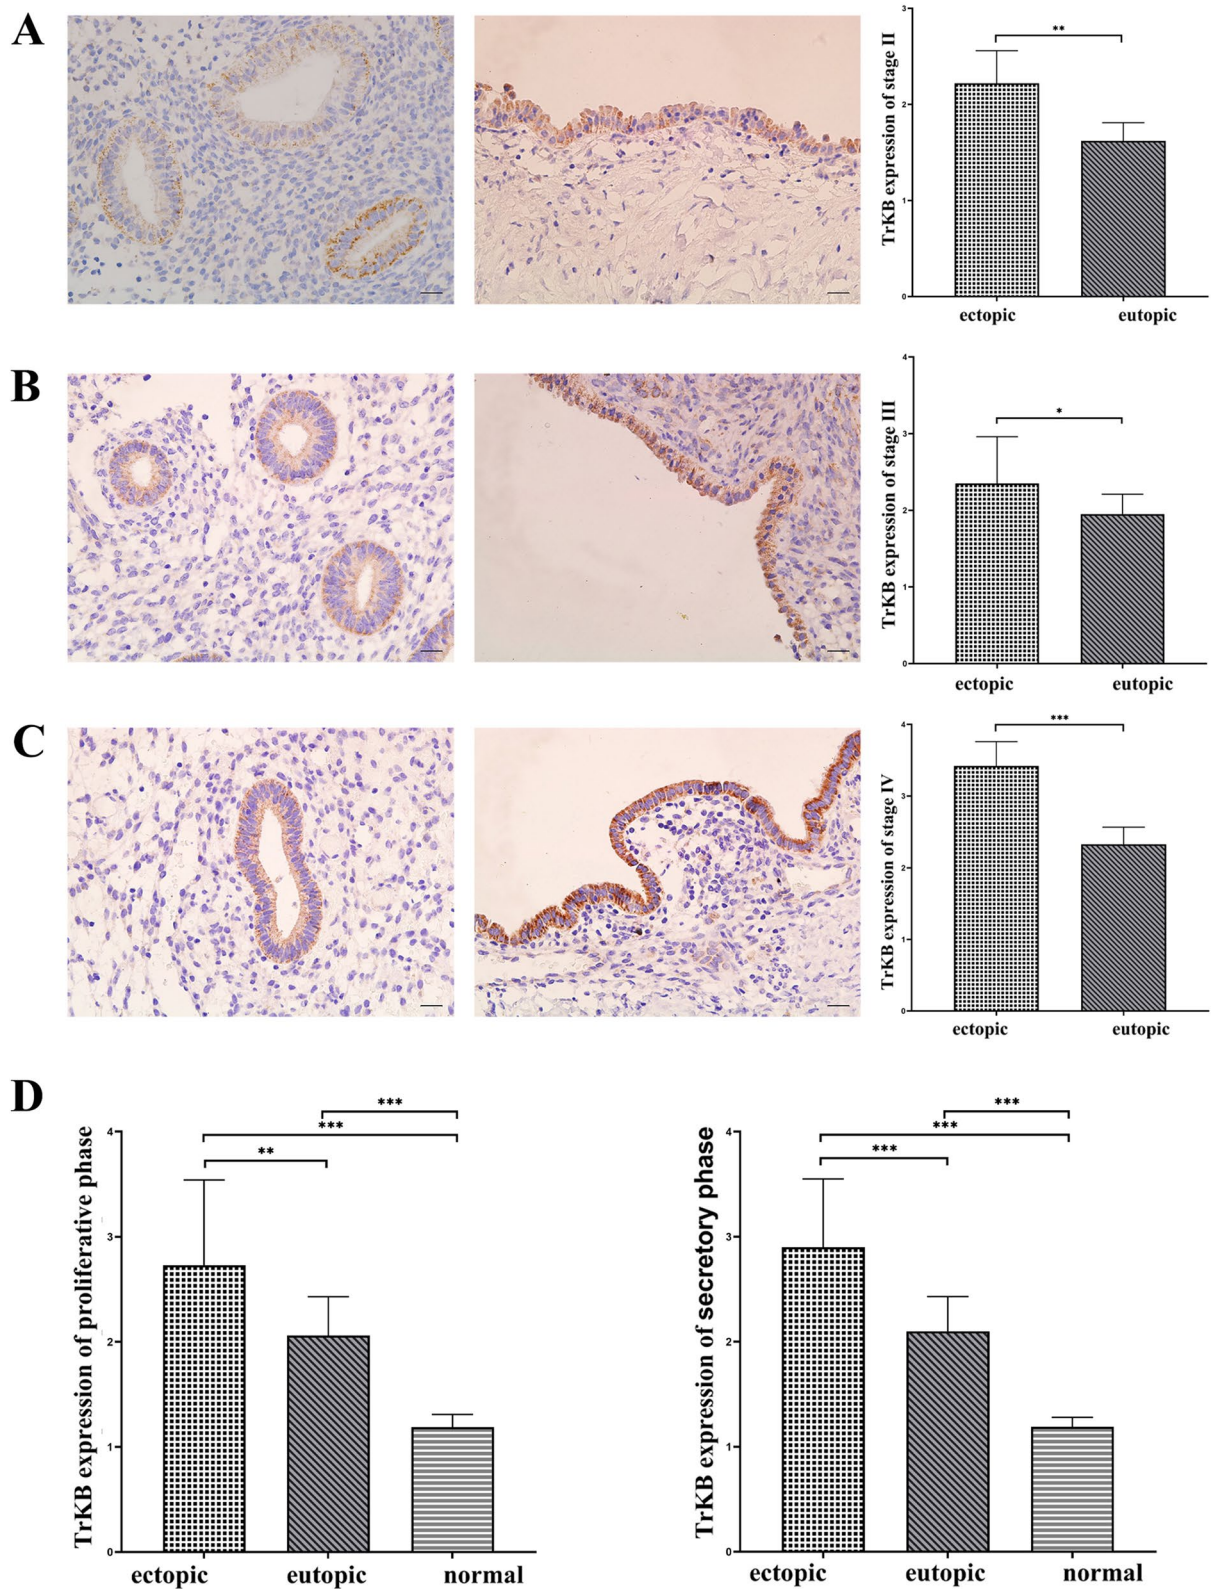 A
TrKB expression of stage II
3
2
1
0
**
ectopic
eutopic
B
TrKB expression of stage III
4
3
2
1
0
*
ectopic
eutopic
C
TrKB expression of stage IV
4
3
2
1
0
***
ectopic
eutopic
D
TrKB expression of proliferative phase
4
3
2
1
0
***
***
**
ectopic
eutopic
normal
TrKB expression of secretory phase
4
3
2
1
0
***
***
***
ectopic
eutopic
normal